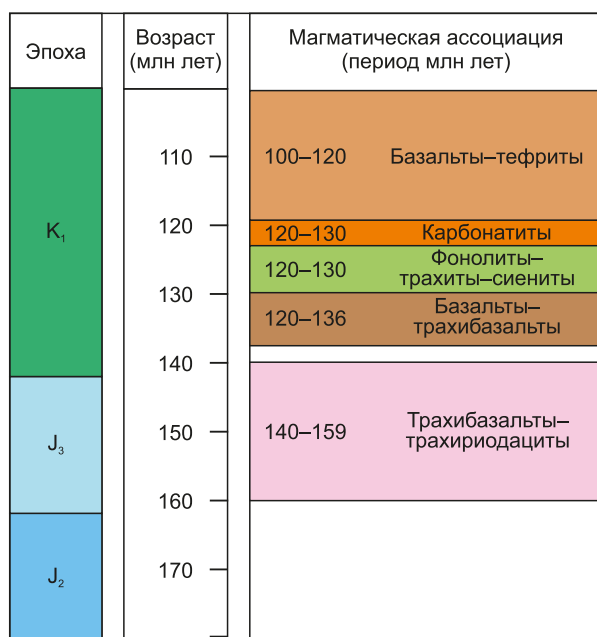 Эпоха
Возраст
(млн лет)
Магматическая ассоциация
(период млн лет)
110
100–120
Базальты–тефриты
K1
120
120–130
Карбонатиты
120–130
Фонолиты–
трахиты–сиениты
130
120–136
Базальты–
трахибазальты
140
J3
150
140–159
Трахибазальты–
трахириодациты
160
J2
170